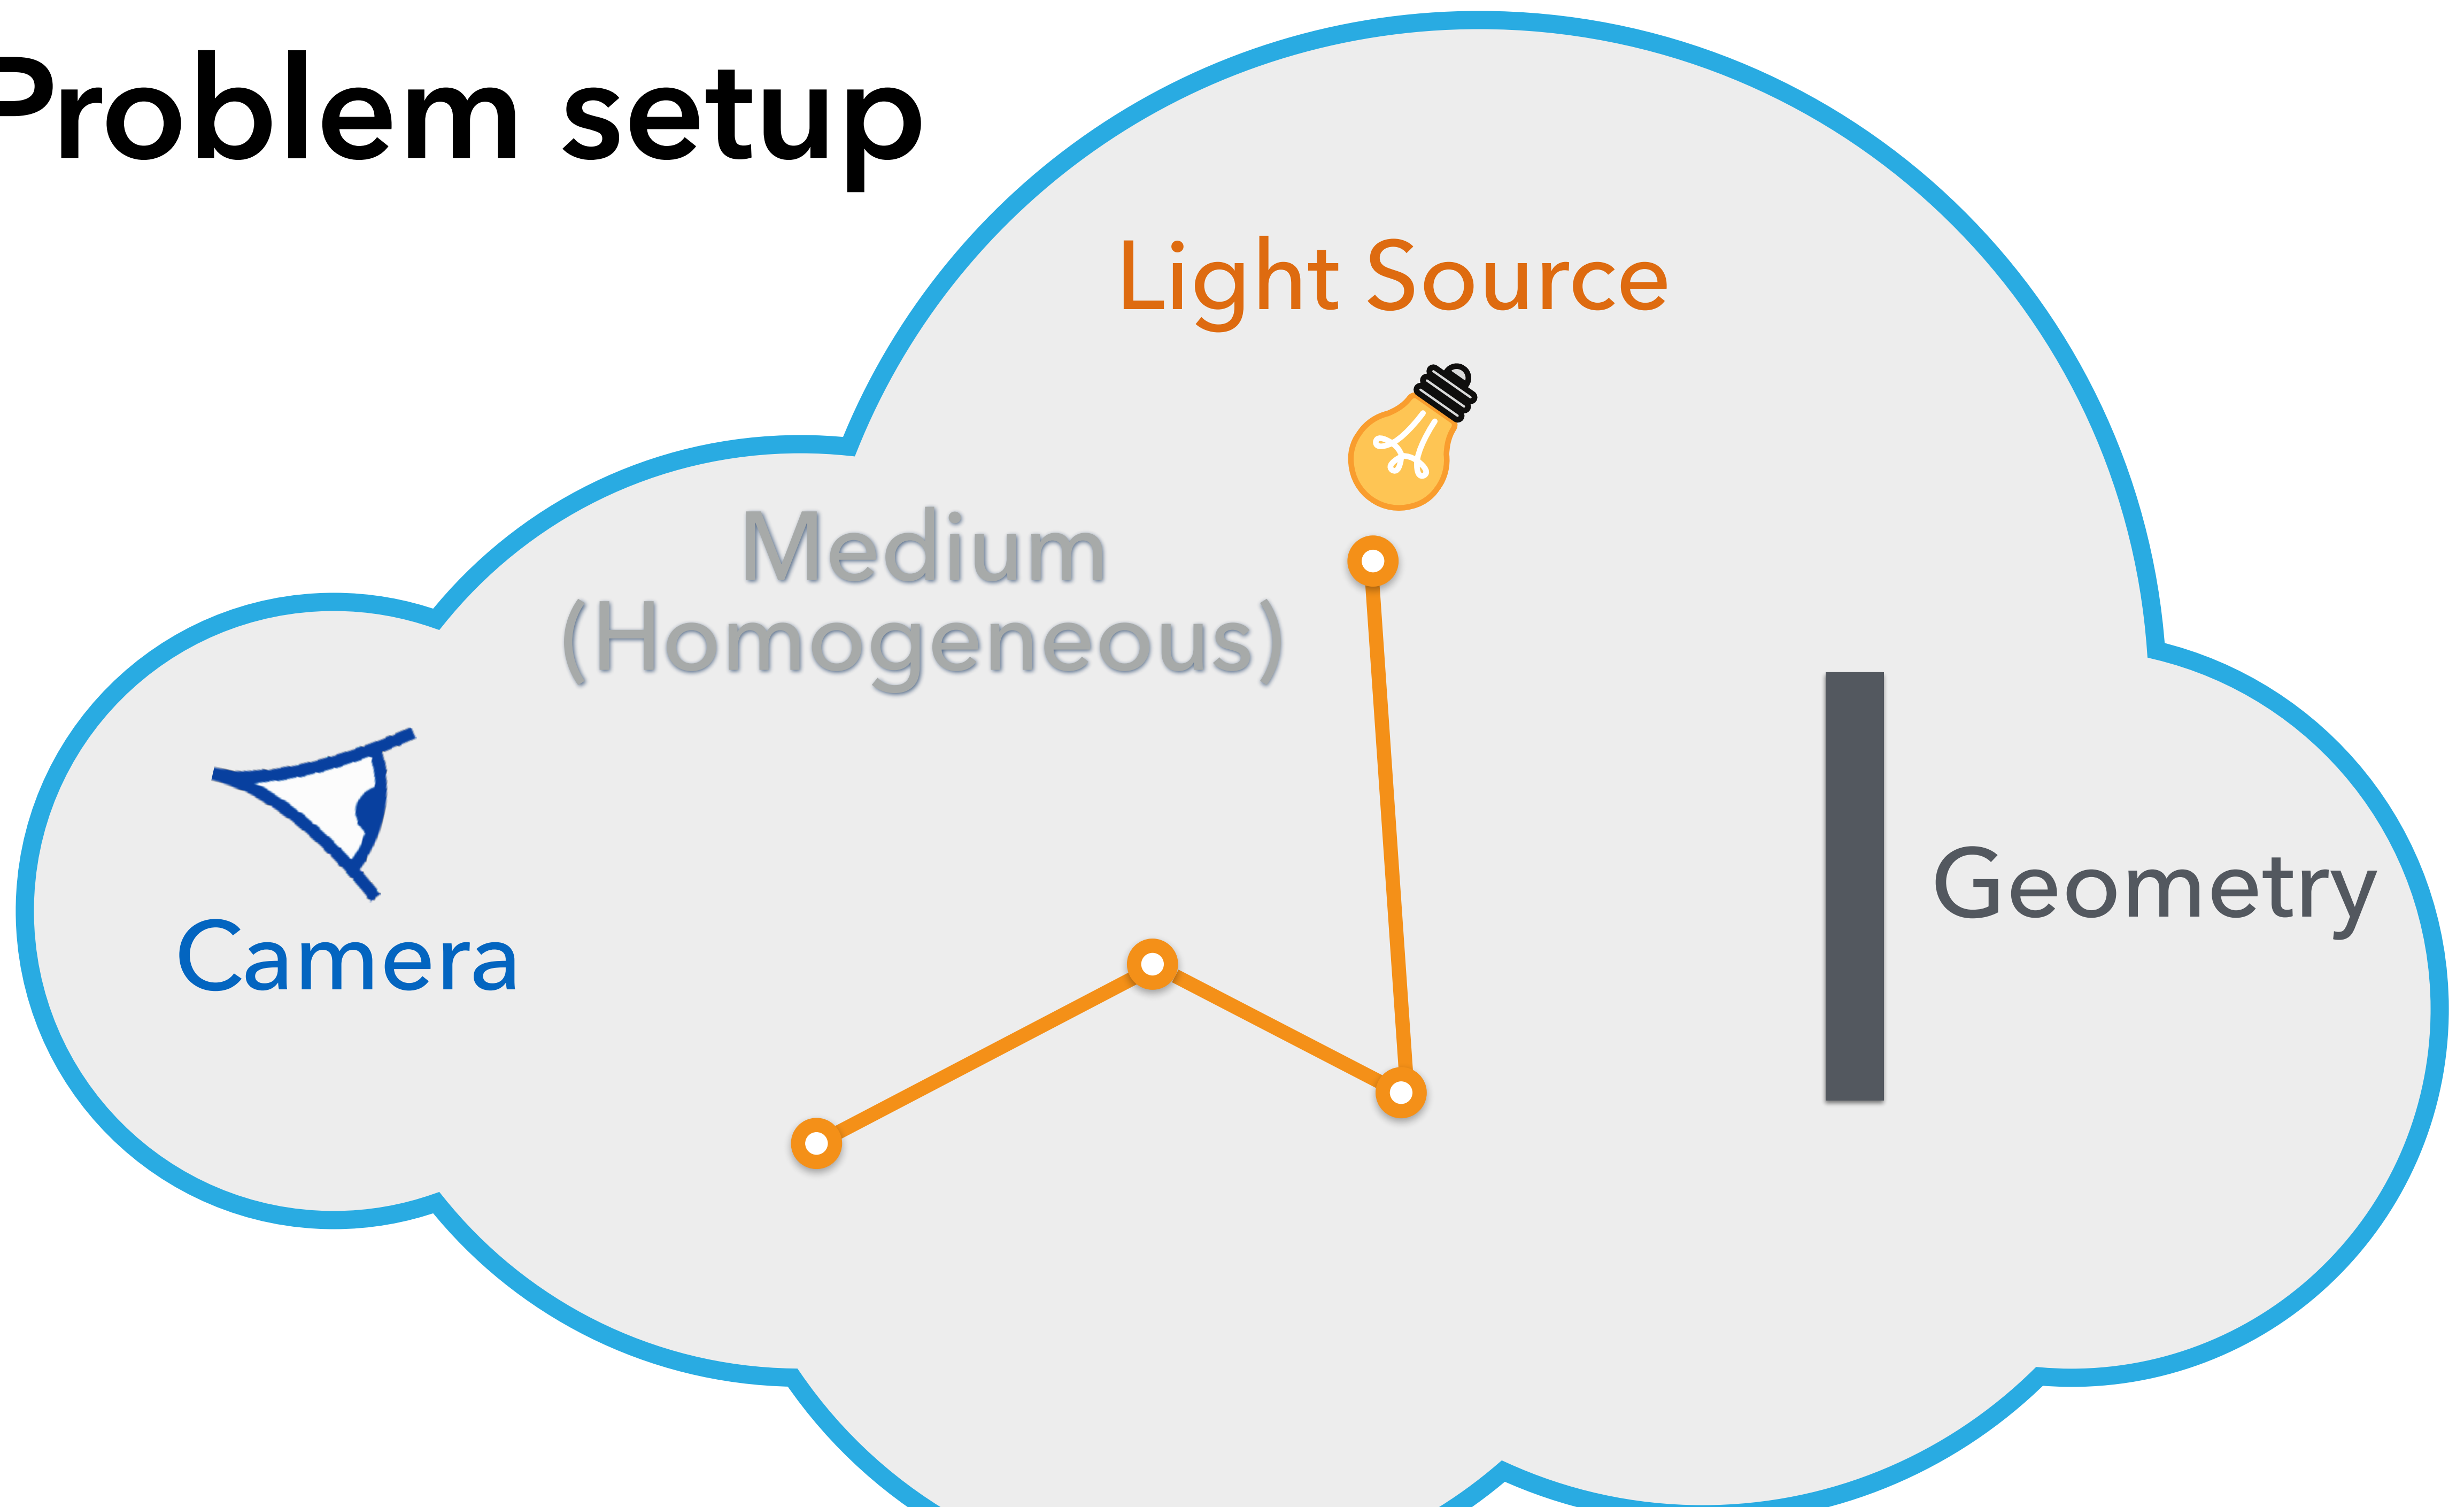 Problem setup
Light Source
Medium
(Homogeneous)
Camera
Geometry